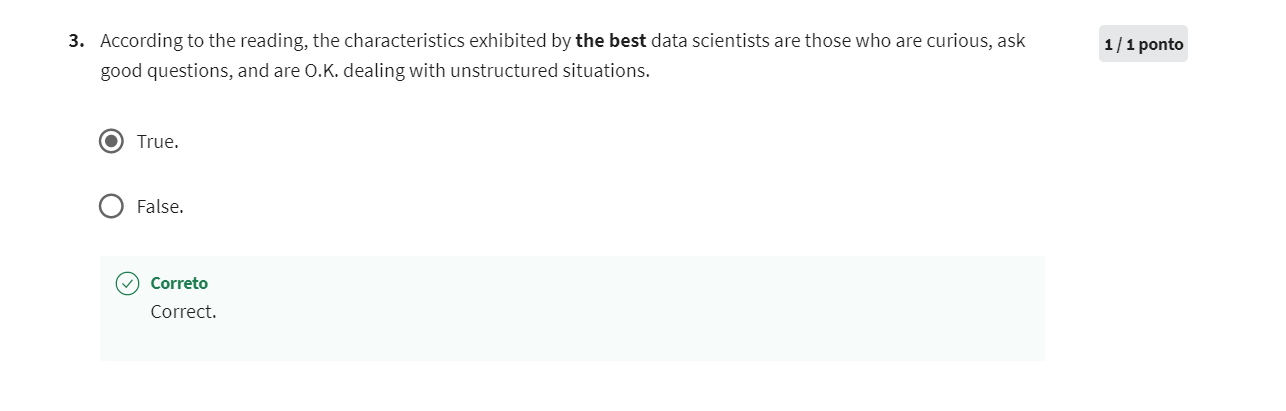 3. According to the reading, the characteristics exhibited by the best data scientists are those who are curious, ask
good questions, and are O.K. dealing with unstructured situations.
1 / 1 ponto
True.
False.
Correto
Correct.